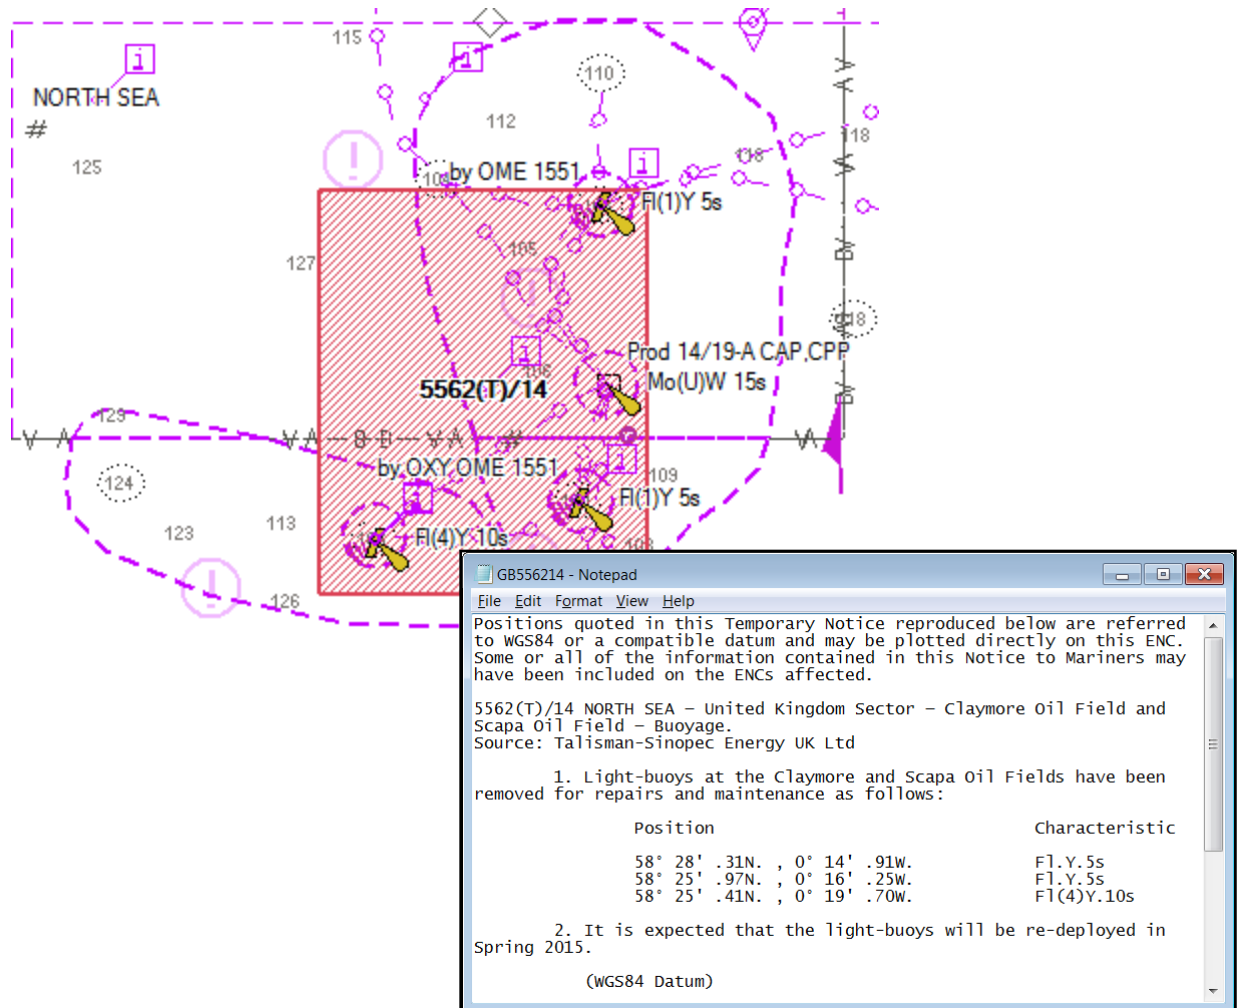 115
110
NORTH SEA
#
112
118
118
125
by OME 1551
Fl(1)Y 5s
105
127
118
Prod 14/19-A CAP,CPP
106
Mo(U)W 15s
5562(T)/14
129
by OXY,OME 1551
109
124
Fl(1)Y 5s
113
123
Fl(4)Y 10s
108
126
GB556214 - Notepad
File Edit Format View Help
Positions quoted in this Temporary Notice reproduced below are referred
to WGS84 or a compatible datum and may be plotted directly on this ENC.
Some or all of the information contained in this Notice to Mariners may
have been included on the ENCs affected.
5562(T)/14 NORTH SEA – United Kingdom Sector – Claymore Oil Field and
Scapa Oil Field – Buoyage.
Source: Talisman-Sinopec Energy UK Ltd
1. Light-buoys at the Claymore and Scapa Oil Fields have been
removed for repairs and maintenance as follows:
Position Characteristic
58° 28' .31N. , 0° 14' .91W. Fl.Y.5s
58° 25' .97N. , 0° 16' .25W. Fl.Y.5s
58° 25' .41N. , 0° 19' .70W. Fl(4)Y.10s
2. It is expected that the light-buoys will be re-deployed in
Spring 2015.
(WGS84 Datum)